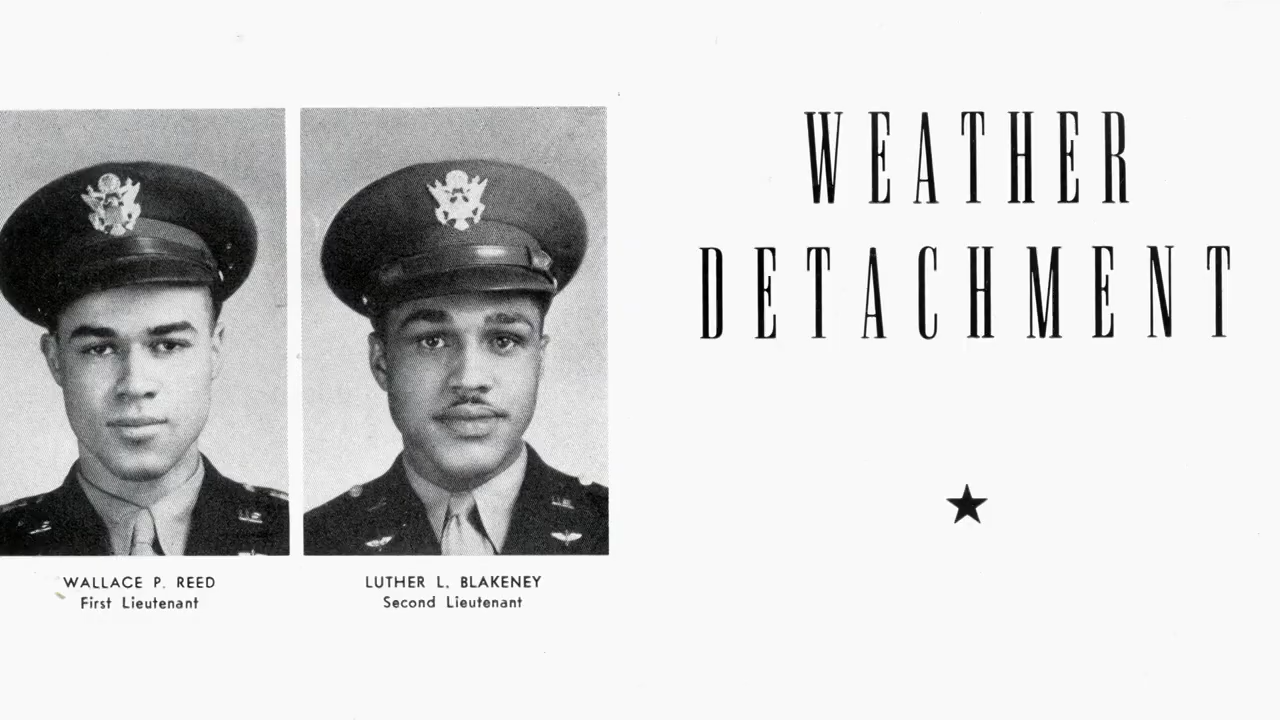 WEATHER
DETACHMENT
WALLACE P. REED
First Lieutenant
LUTHER L. BLAKENEY
Second Lieutenant